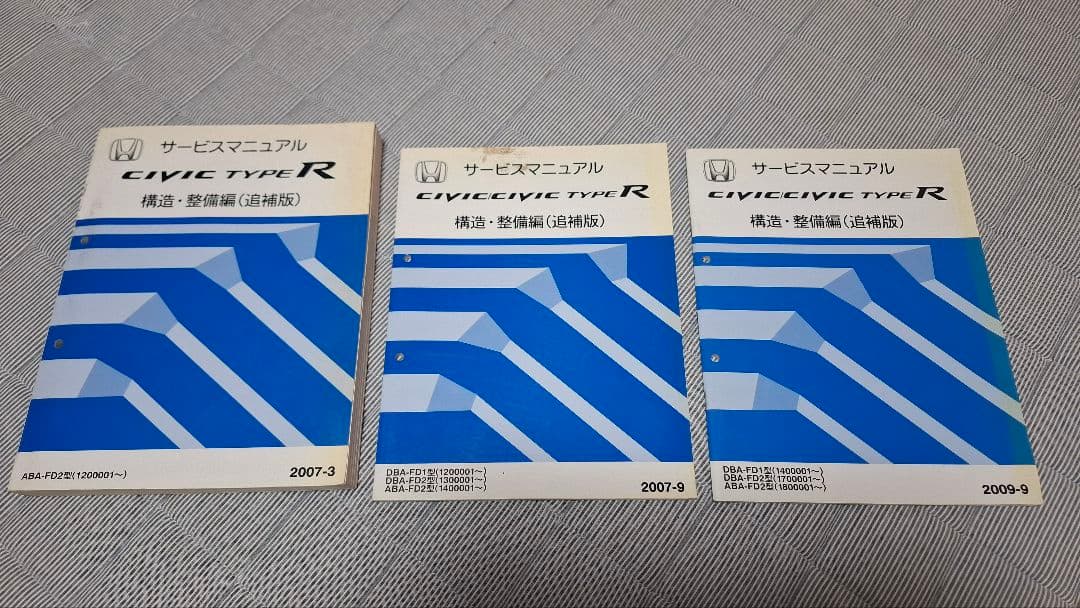 サービスマニュアル
CIVIC TYPE R
構造・整備編(追補版)
ABA-FD2型(1200001～)
2007-3
サービスマニュアル
CIVIC:CIVIC TYPE R
構造・整備編(追補版)
DBA-FD1型(1200001～)
DBA-FD2型(1300001～)
ABA-FD2型(1400001～)
2007-9
サービスマニュアル
CIVIC:CIVIC TYPE R
構造・整備編(追補版)
DBA-FD1型(1400001～)
DBA-FD2型(1700001～)
ABA-FD2型(1800001～)
2009-9